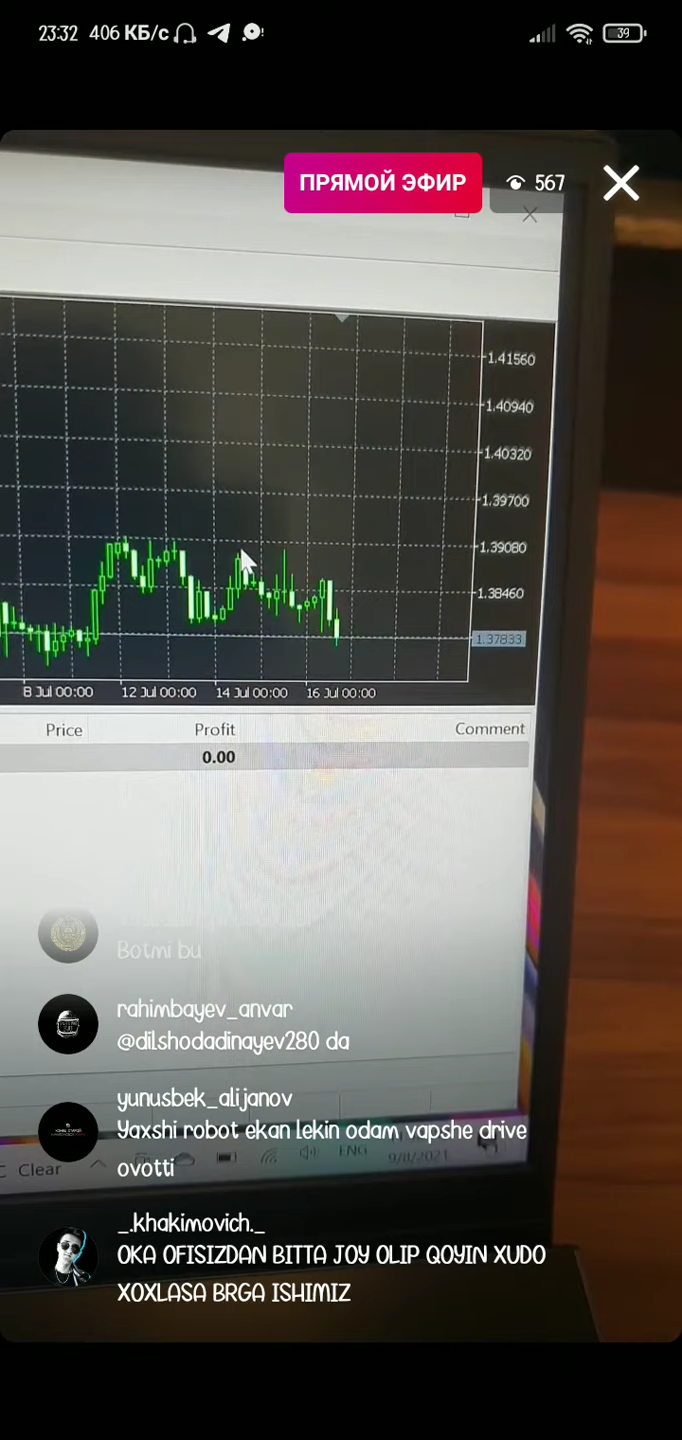 23:32 406 КБ/с 39
ПРЯМОЙ ЭФИР 567
1.41560
1.40940
1.40320
1.39700
1.39080
1.38460
1.37833
8 Jul 00:00 12 Jul 00:00 14 Jul 00:00 16 Jul 00:00
Price Profit Comment
0.00
Botmi bu
rahimbayev_anvar
@dilshodadinayev280 da
yunusbek_alijanov
Yaxshi robot ekan lekin odam vapshe drive
ovotti
Clear ENG 9/8/2021
_.khakimovich._
OKA OFISIZDAN BITTA JOY OLIP QOYIN XUDO
XOXLASA BRGA ISHIMIZ